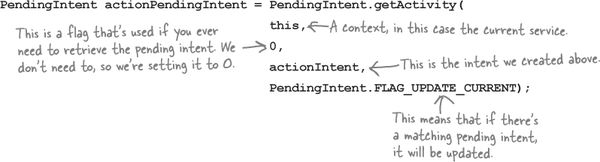 PendingIntent actionPendingIntent = PendingIntent.getActivity(
This is a flag that's used if you ever
need to retrieve the pending intent. We
don't need to, so we're setting it to 0.
this,
A context, in this case the current service.
0,
actionIntent,
This is the intent we created above.
PendingIntent.FLAG_UPDATE_CURRENT);
This means that if there's
a matching pending intent,
it will be updated.